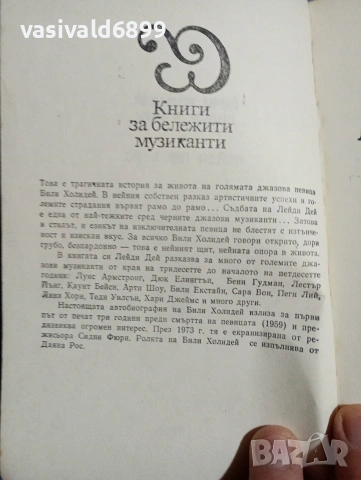 vasivald6899
Книги
за бележити
музиканти
Това е трагичната история за живота на голямата джазова певица
Били Холидей. В нейния собствен разказ артистичните успехи и го-
лемите страдания вървят рамо до рамо... Съдбата на Лейди Дей
е една от най-тежките сред черните джазови музиканти... Затова
и стилът, и езикът на изключителната певица не блестят с изтънче-
ност и изискан вкус. За всичко Били Холидей говори открито, дори
грубо, безпардонно — това е нейният щит, нейната опора в живота.
В книгата си Лейди Дей разказва за много от големите джа-
зови музиканти от края на тридесетте до началото на петдесетте
години: Луис Армстронг, Дюк Елингтън, Бени Гудман, Лестър
Йънг, Каунт Бейси, Арти Шоу, Били Екстайн, Сара Вон, Пеги Лий,
Лина Хорн, Теди Уилсън, Хари Джеймс и много други.
Настоящата автобиография на Били Холидей излиза за първи
път от печат три години преди смъртта на певицата (1959) и пре-
дизвиква огромен интерес. През 1973 г. тя е екранизирана от ре-
жисьора Сидни Фюри. Ролята на Били Холидей се изпълнява от
Даяна Рос.
Bazar